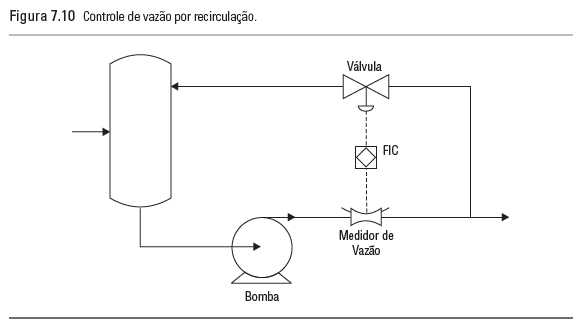 Figura 7.10 Controle de vazão por recirculação.
Válvula
FIC
Medidor de
Vazão
Bomba